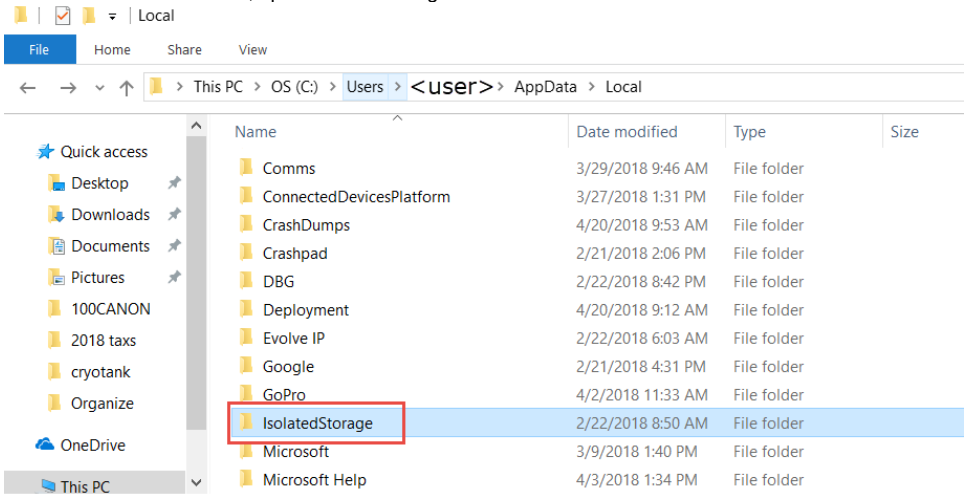 Local
File Home Share View
This PC > OS (C:) > Users > <user> > AppData > Local
Name Date modified Type Size
Quick access
Desktop
Downloads
Documents
Pictures
100CANON
2018 taxs
cryotank
Organize
OneDrive
This PC
Comms 3/29/2018 9:46 AM File folder
ConnectedDevicesPlatform 3/27/2018 1:31 PM File folder
CrashDumps 4/20/2018 9:53 AM File folder
Crashpad 2/21/2018 2:06 PM File folder
DBG 2/22/2018 8:42 PM File folder
Deployment 4/20/2018 9:12 AM File folder
Evolve IP 2/22/2018 6:03 AM File folder
Google 2/21/2018 4:31 PM File folder
GoPro 4/2/2018 11:33 AM File folder
IsolatedStorage 2/22/2018 8:50 AM File folder
Microsoft 3/9/2018 1:40 PM File folder
Microsoft Help 4/3/2018 1:34 PM File folder